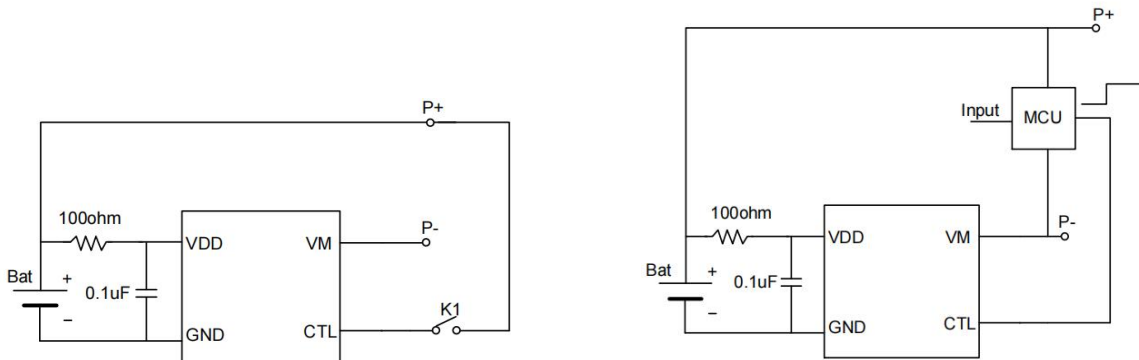 P+
P-
100ohm
VDD
VM
Bat
+
0.1uF
K1
−
GND
CTL
P+
Input
MCU
100ohm
P-
VDD
VM
Bat
+
0.1uF
−
GND
CTL